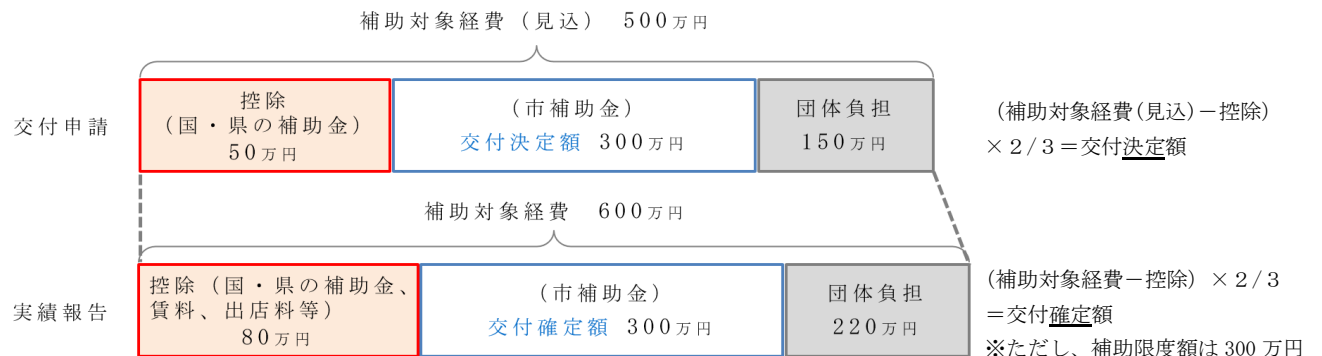 補助対象経費（見込） 500万円
交付申請
控除
（国・県の補助金）
50万円
（市補助金）
交付決定額 300万円
団体負担
150万円
（補助対象経費(見込)－控除）
×２/３＝交付決定額
補助対象経費 600万円
実績報告
控除（国・県の補助金、
賃料、出店料等）
80万円
（市補助金）
交付確定額 300万円
団体負担
220万円
（補助対象経費－控除）×２/３
＝交付確定額
※ただし、補助限度額は 300 万円